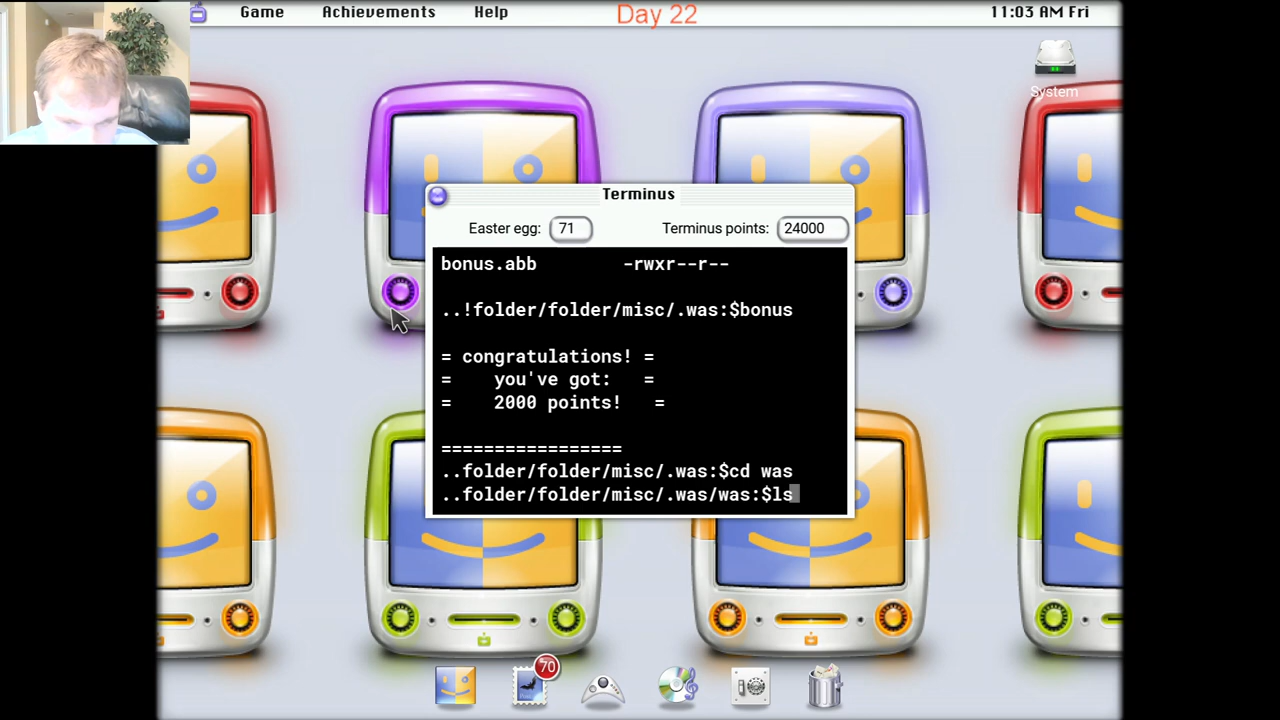 Game Achievements Help Day 22 11:03 AM Fri
System
Terminus
Easter egg: 71 Terminus points: 24000
bonus.abb -rwxr--r--
..!folder/folder/misc/.was:$bonus
= congratulations! =
= you've got: =
= 2000 points! =
=================
..folder/folder/misc/.was:$cd was
..folder/folder/misc/.was/was:$ls
70